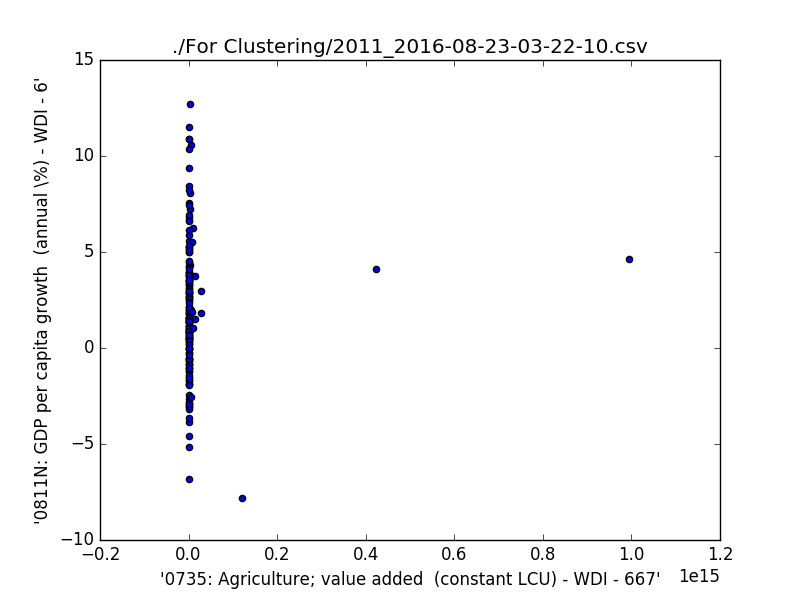 ./For Clustering/2011_2016-08-23-03-22-10.csv
15
10
5
0
−5
−10
'0811N: GDP per capita growth  (annual \%) - WDI - 6'
−0.2 0.0 0.2 0.4 0.6 0.8 1.0 1.2
1e15
'0735: Agriculture; value added  (constant LCU) - WDI - 667'